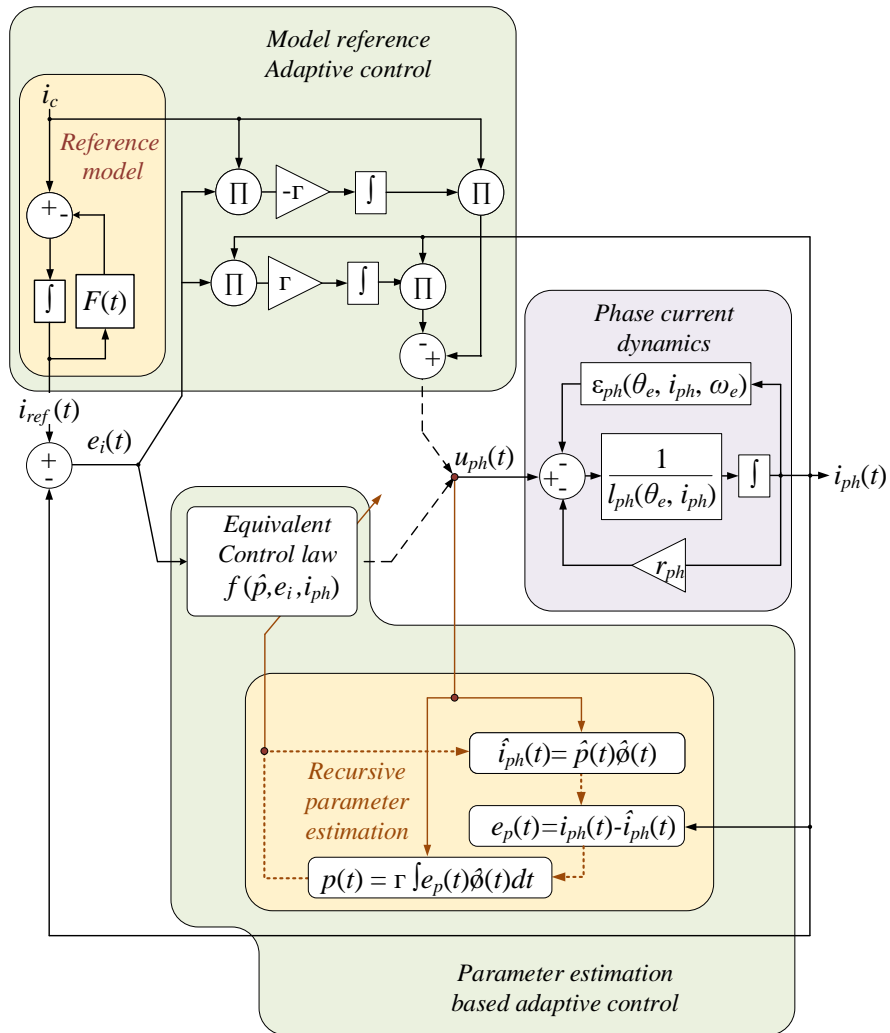 Model reference
Adaptive control
i_c
Reference
model
+
-
∫
F(t)
∏
-Γ
∫
∏
∏
Γ
∫
∏
-
+
Phase current
dynamics
ε_ph(θ_e, i_ph, ω_e)
i_ref(t)
e_i(t)
+
-
u_ph(t)
+
-
-
1
l_ph(θ_e, i_ph)
∫
i_ph(t)
r_ph
Equivalent
Control law
f(p̂,e_i,i_ph)
î_ph(t)=p̂(t)ϕ̂(t)
Recursive
parameter
estimation
e_p(t)=i_ph(t)-î_ph(t)
p(t) = Γ∫e_p(t)ϕ̂(t)dt
Parameter estimation
based adaptive control